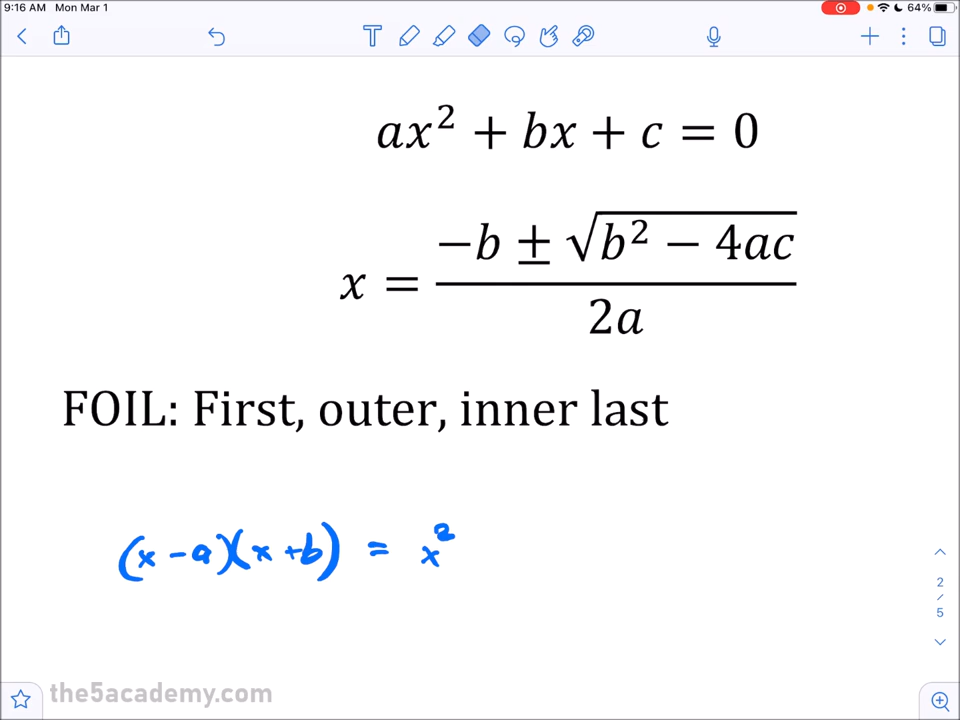 9:16 AM Mon Mar 1
64%
T
ax² + bx + c = 0
x = \frac{-b ± √(b² − 4ac)}{2a}
FOIL: First, outer, inner last
(x − a)(x + b) = x²
2
/
5
the5academy.com